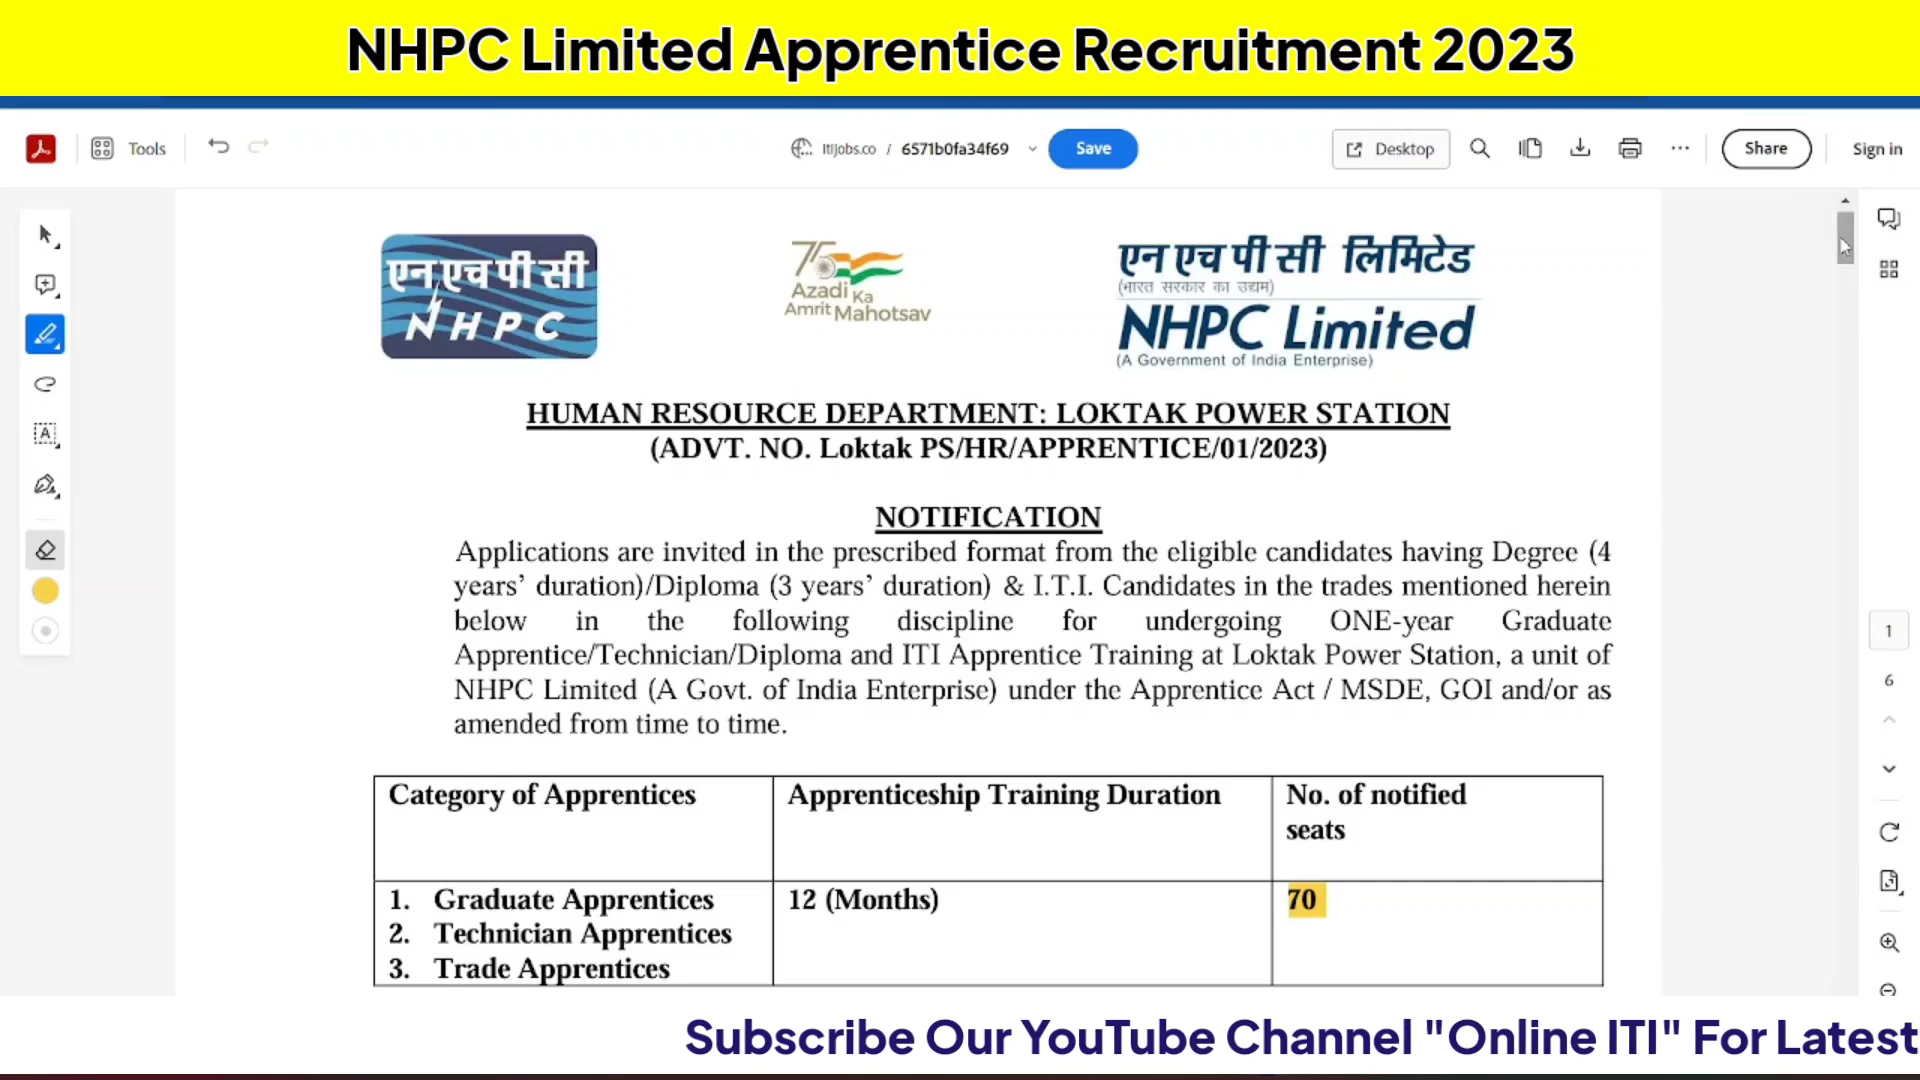 NHPC Limited Apprentice Recruitment 2023
Tools
Itijobs.co / 6571b0fa34f69
Save
Desktop
Share
Sign in
एन एच पी सी
NHPC
75
Azadi Ka
Amrit Mahotsav
एन एच पी सी लिमिटेड
(भारत सरकार का उद्यम)
NHPC Limited
(A Government of India Enterprise)
HUMAN RESOURCE DEPARTMENT: LOKTAK POWER STATION
(ADVT. NO. Loktak PS/HR/APPRENTICE/01/2023)
NOTIFICATION
Applications are invited in the prescribed format from the eligible candidates having Degree (4
years’ duration)/Diploma (3 years’ duration) & I.T.I. Candidates in the trades mentioned herein
below in the following discipline for undergoing ONE-year Graduate
Apprentice/Technician/Diploma and ITI Apprentice Training at Loktak Power Station, a unit of
NHPC Limited (A Govt. of India Enterprise) under the Apprentice Act / MSDE, GOI and/or as
amended from time to time.
Category of Apprentices
Apprenticeship Training Duration
No. of notified
seats
1. Graduate Apprentices
2. Technician Apprentices
3. Trade Apprentices
12 (Months)
70
1
6
Subscribe Our YouTube Channel "Online ITI" For Latest